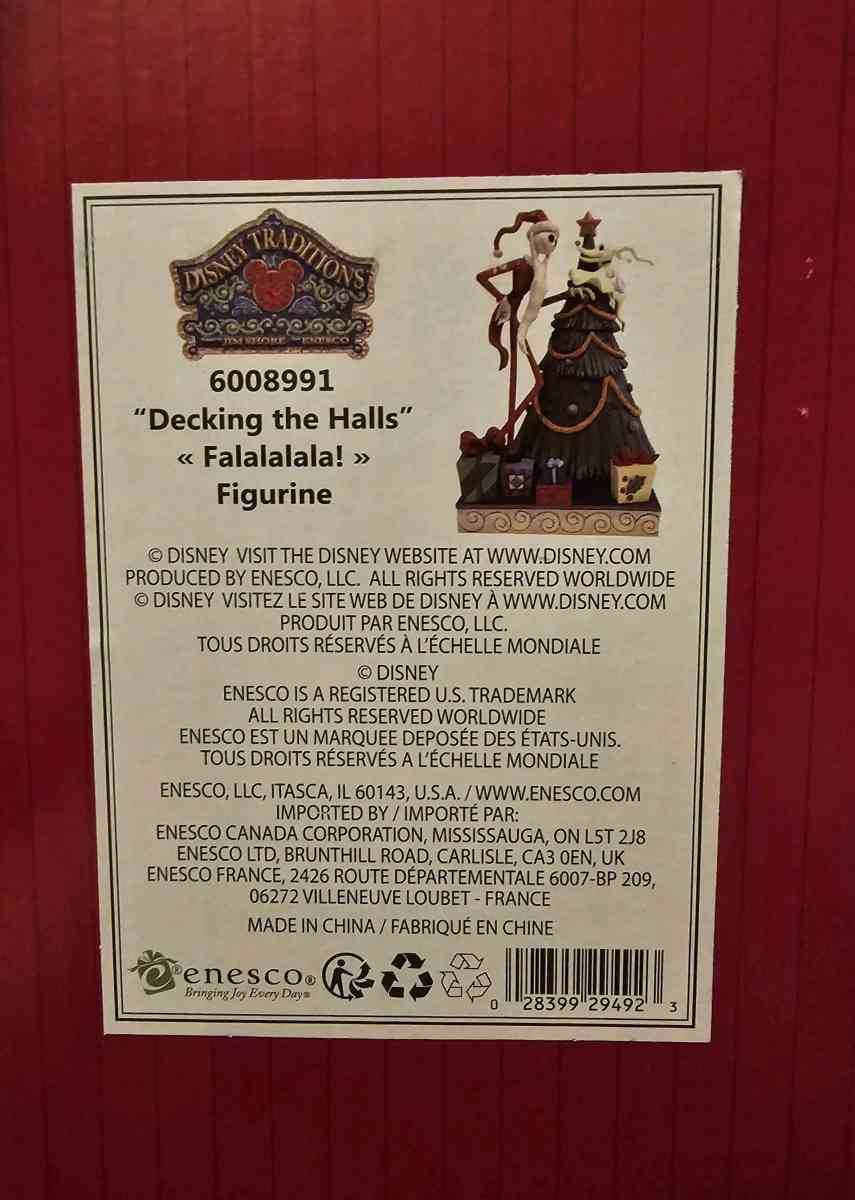 DISNEY TRADITIONS
JIM SHORE ENESCO
6008991
“Decking the Halls”
« Falalalala! »
Figurine
© DISNEY VISIT THE DISNEY WEBSITE AT WWW.DISNEY.COM
PRODUCED BY ENESCO, LLC. ALL RIGHTS RESERVED WORLDWIDE
© DISNEY VISITEZ LE SITE WEB DE DISNEY À WWW.DISNEY.COM
PRODUIT PAR ENESCO, LLC.
TOUS DROITS RÉSERVÉS À L’ÉCHELLE MONDIALE
© DISNEY
ENESCO IS A REGISTERED U.S. TRADEMARK
ALL RIGHTS RESERVED WORLDWIDE
ENESCO EST UN MARQUEE DEPOSÉE DES ÉTATS-UNIS.
TOUS DROITS RÉSERVÉS A L’ÉCHELLE MONDIALE
ENESCO, LLC, ITASCA, IL 60143, U.S.A. / WWW.ENESCO.COM
IMPORTED BY / IMPORTÉ PAR:
ENESCO CANADA CORPORATION, MISSISSAUGA, ON L5T 2J8
ENESCO LTD, BRUNTHILL ROAD, CARLISLE, CA3 0EN, UK
ENESCO FRANCE, 2426 ROUTE DÉPARTEMENTALE 6007-BP 209,
06272 VILLENEUVE LOUBET - FRANCE
MADE IN CHINA / FABRIQUÉ EN CHINE
enesco®
Bringing Joy Every Day®
0 28399 29492 3